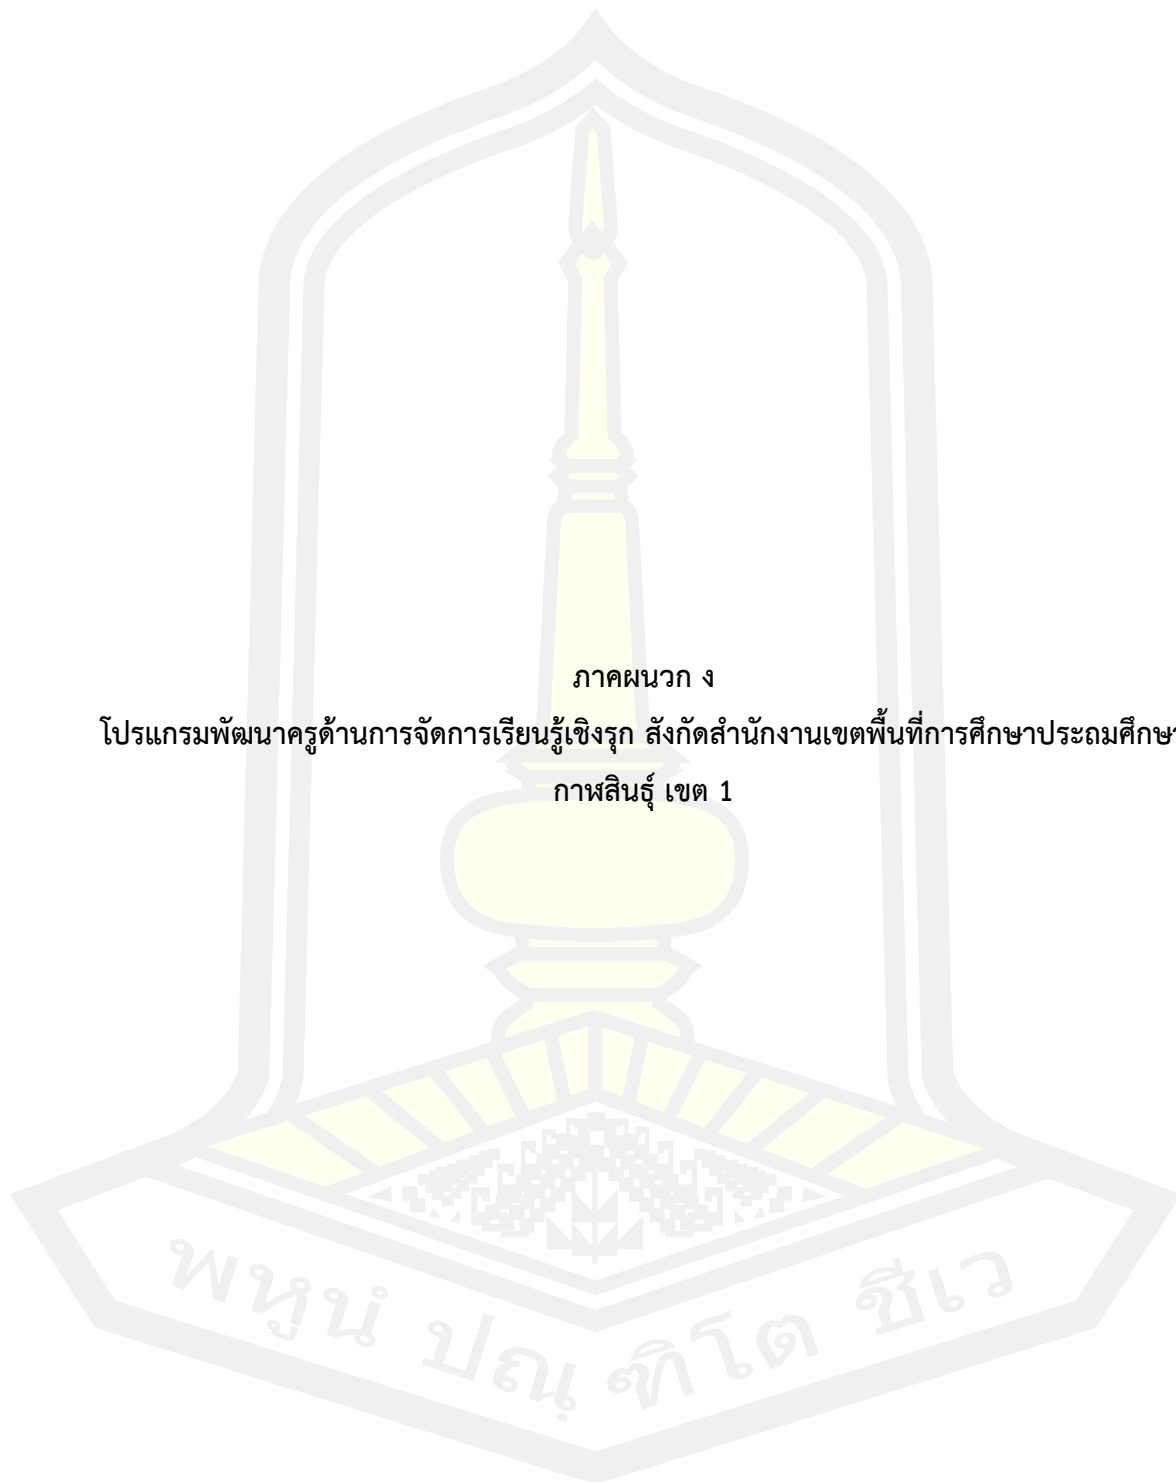 ภาคผนวก ง
โปรแกรมพัฒนาครูด้านการจัดการเรียนรู้เชิงรุก สังกัดสำนักงานเขตพื้นที่การศึกษาประถมศึกษา
กาฬสินธุ์ เขต 1
พหูนํ ปณฺฑิโต ชีเว